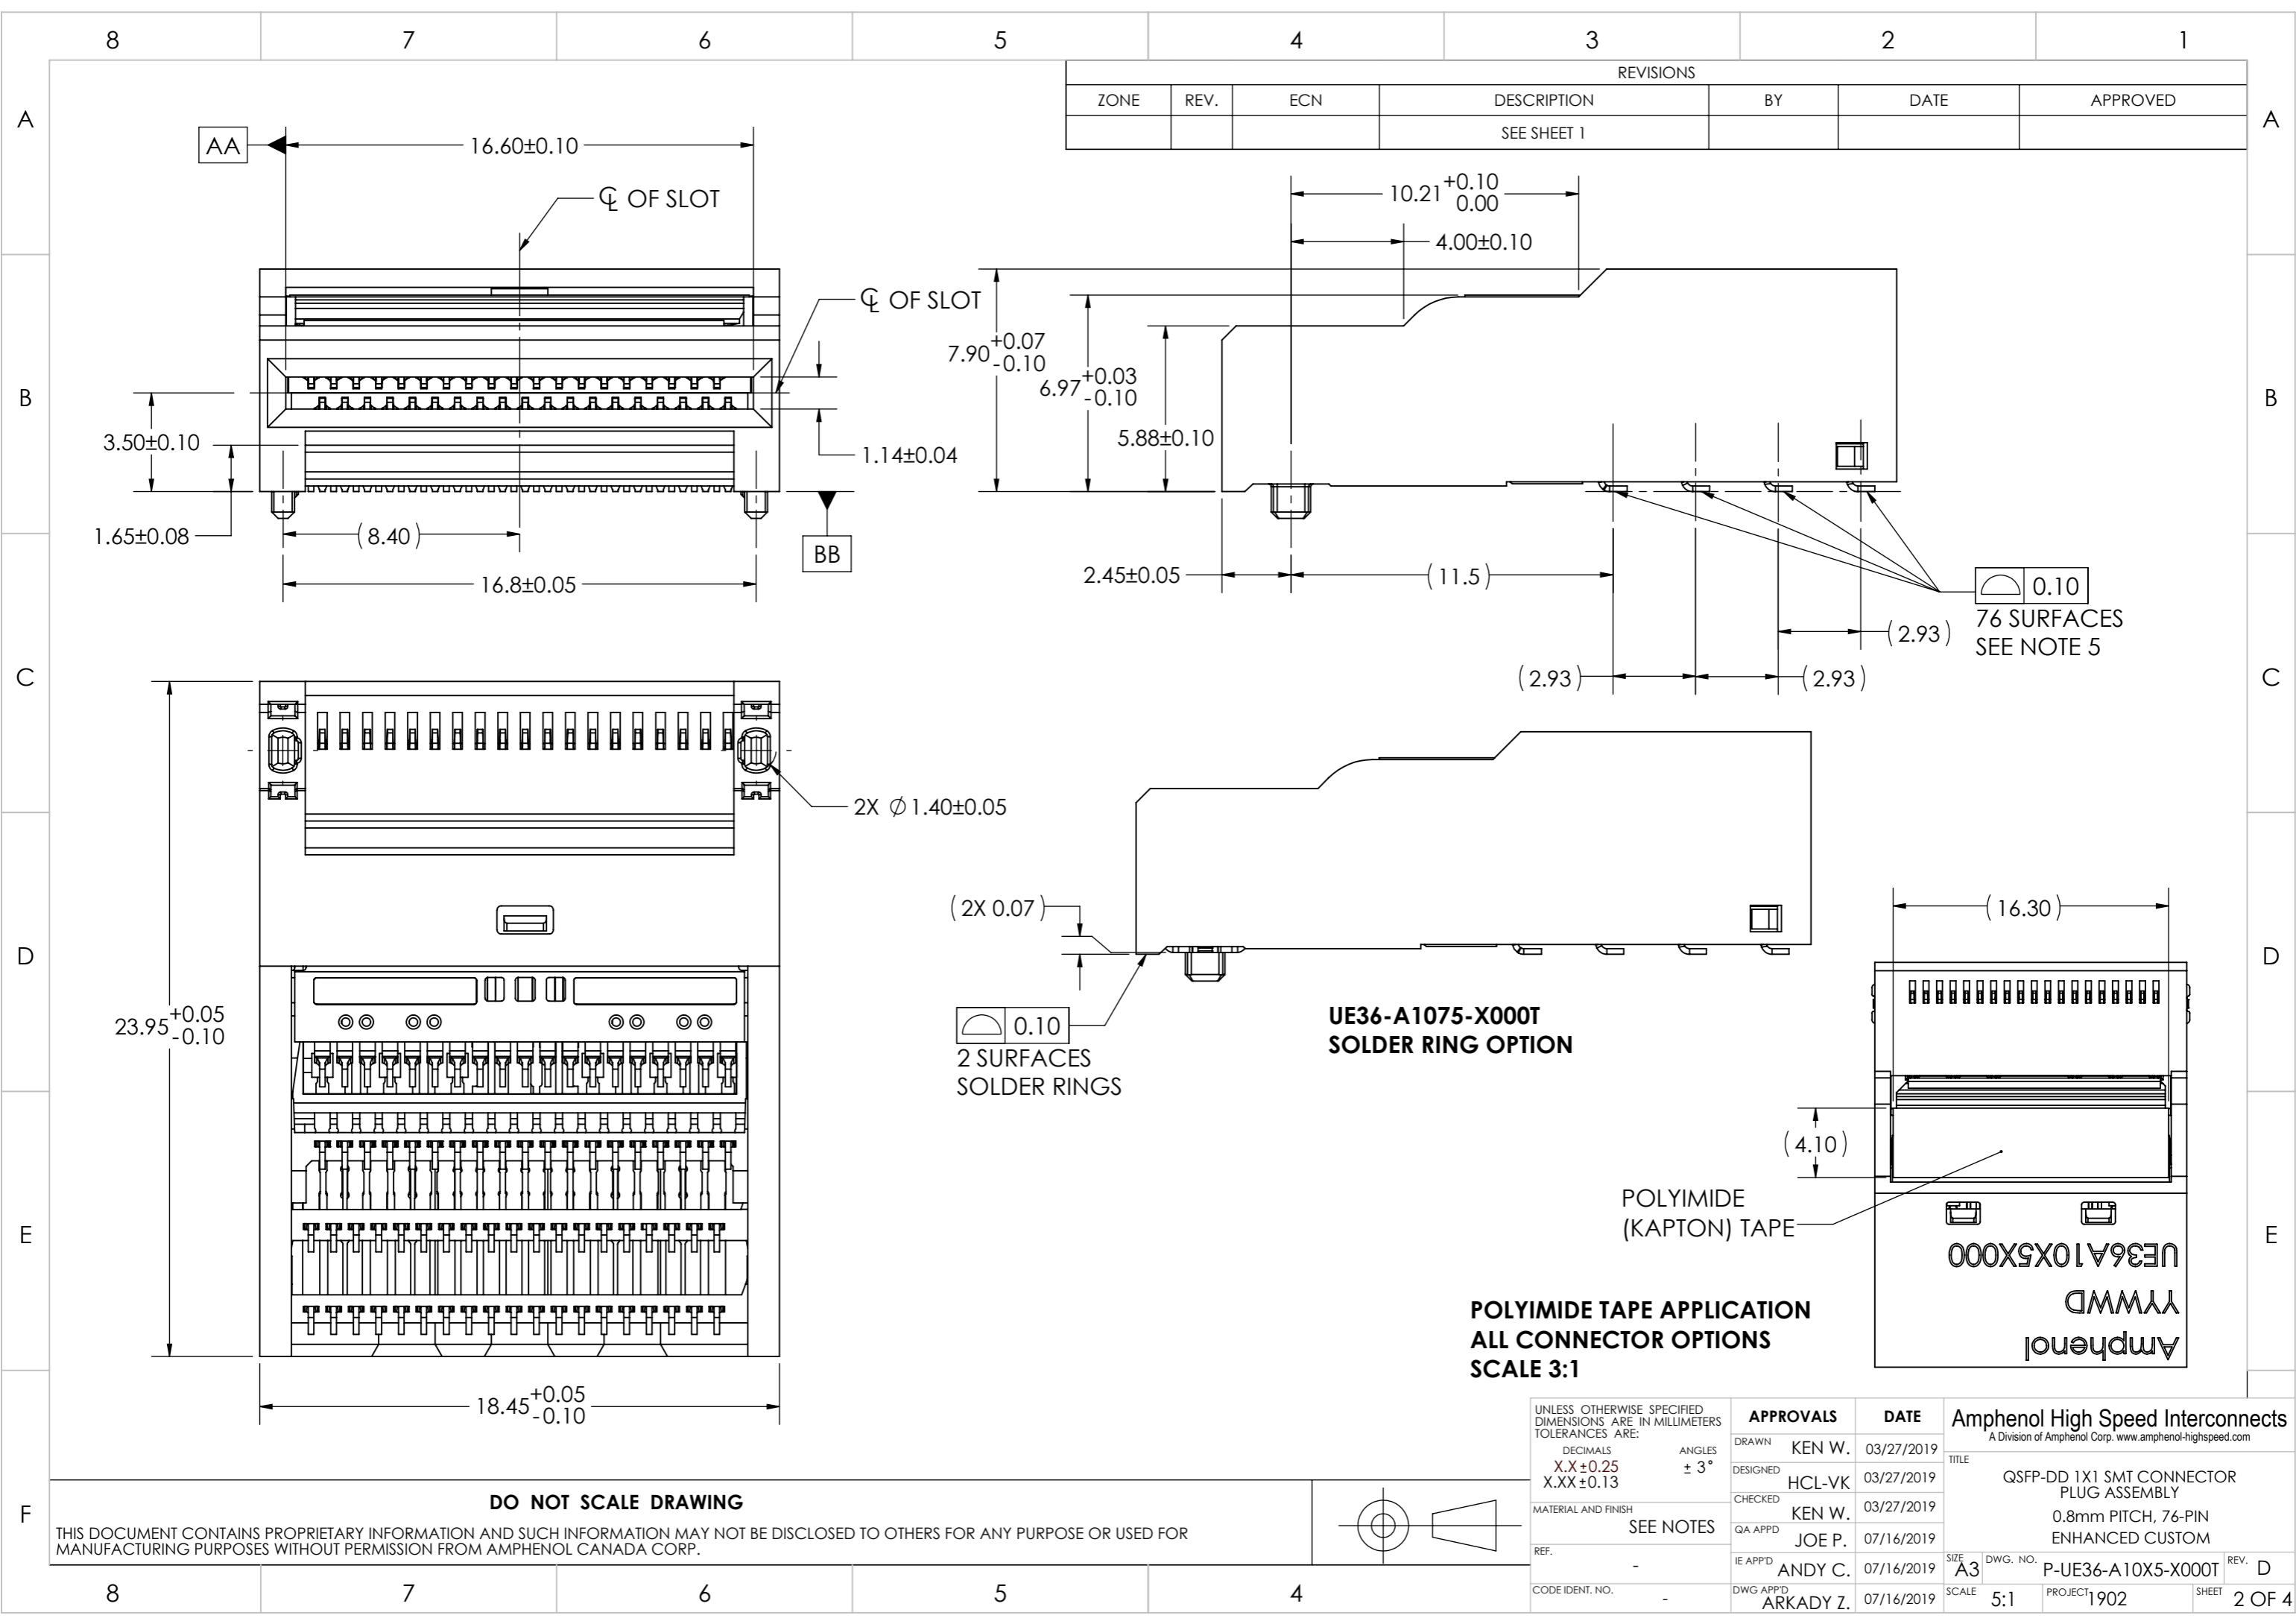 8 7 6 5 4 3 2 1
REVISIONS
ZONE REV. ECN DESCRIPTION BY DATE APPROVED
SEE SHEET 1
A A
AA
16.60±0.10
℄ OF SLOT
℄ OF SLOT
10.21 +0.10 0.00
4.00±0.10
7.90 +0.07 -0.10
6.97 +0.03 -0.10
5.88±0.10
B B
3.50±0.10
1.14±0.04
1.65±0.08
(8.40)
BB
16.8±0.05
2.45±0.05
(11.5)
⌓ 0.10
76 SURFACES
SEE NOTE 5
(2.93)
(2.93)
(2.93)
C C
2X ∅1.40±0.05
(2X 0.07)
(16.30)
D D
23.95 +0.05 -0.10
⌓ 0.10
2 SURFACES
SOLDER RINGS
UE36-A1075-X000T
SOLDER RING OPTION
(4.10)
POLYIMIDE
(KAPTON) TAPE
E E
UE36A10X5X000
YYWWD
Amphenol
POLYIMIDE TAPE APPLICATION
ALL CONNECTOR OPTIONS
SCALE 3:1
18.45 +0.05 -0.10
F
DO NOT SCALE DRAWING
THIS DOCUMENT CONTAINS PROPRIETARY INFORMATION AND SUCH INFORMATION MAY NOT BE DISCLOSED TO OTHERS FOR ANY PURPOSE OR USED FOR
MANUFACTURING PURPOSES WITHOUT PERMISSION FROM AMPHENOL CANADA CORP.
UNLESS OTHERWISE SPECIFIED
DIMENSIONS ARE IN MILLIMETERS
TOLERANCES ARE:
DECIMALS ANGLES
X.X ±0.25 ± 3°
X.XX ±0.13
MATERIAL AND FINISH
SEE NOTES
REF.
-
CODE IDENT. NO.
-
APPROVALS DATE
DRAWN KEN W. 03/27/2019
DESIGNED HCL-VK 03/27/2019
CHECKED KEN W. 03/27/2019
QA APPD JOE P. 07/16/2019
IE APP'D ANDY C. 07/16/2019
DWG APP'D ARKADY Z. 07/16/2019
Amphenol High Speed Interconnects
A Division of Amphenol Corp. www.amphenol-highspeed.com
TITLE
QSFP-DD 1X1 SMT CONNECTOR
PLUG ASSEMBLY
0.8mm PITCH, 76-PIN
ENHANCED CUSTOM
SIZE A3 DWG. NO. P-UE36-A10X5-X000T REV. D
SCALE 5:1 PROJECT 1902 SHEET 2 OF 4
8 7 6 5 4